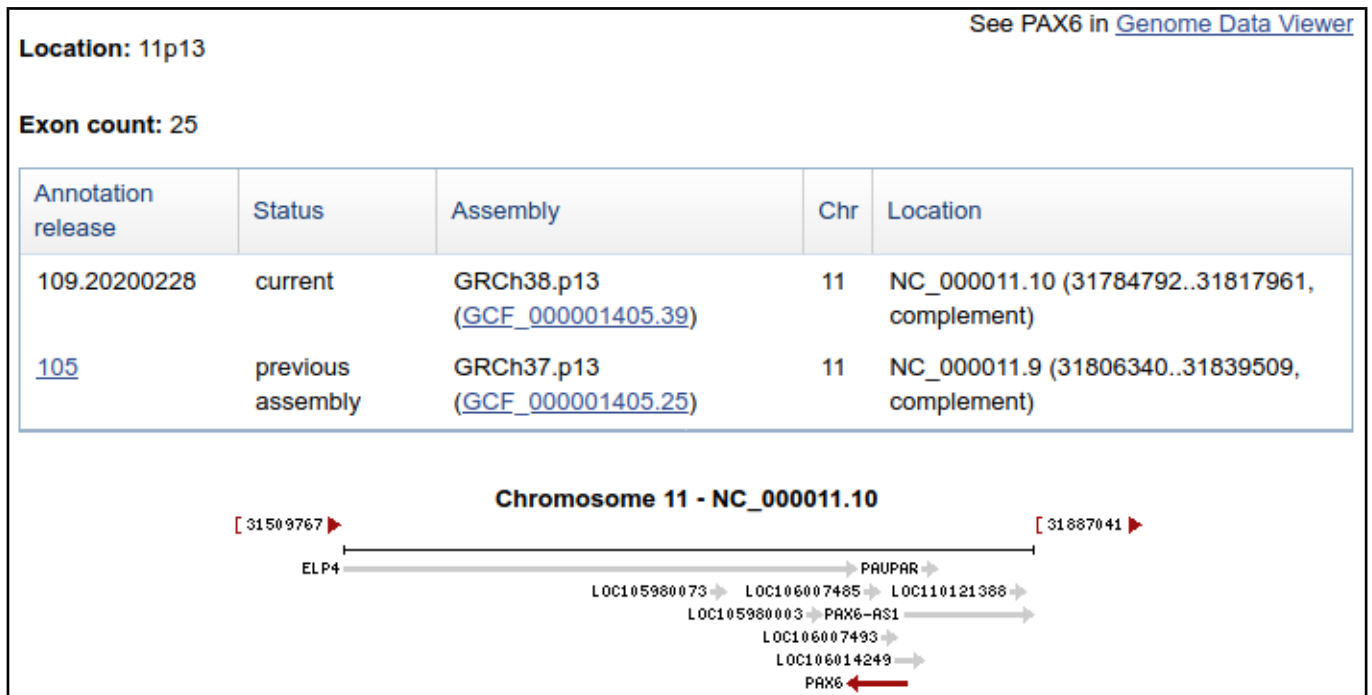 See PAX6 in Genome Data Viewer
Location: 11p13
Exon count: 25
Annotation release Status Assembly Chr Location
109.20200228 current GRCh38.p13 11 NC_000011.10 (31784792..31817961,
(GCF_000001405.39) complement)
105 previous GRCh37.p13 11 NC_000011.9 (31806340..31839509,
assembly (GCF_000001405.25) complement)
Chromosome 11 - NC_000011.10
[ 31509767 [ 31887041
ELP4 PAUPAR
LOC105980073 LOC106007485 LOC110121388
LOC105980003 PAX6-AS1
LOC106007493
LOC106014249
PAX6